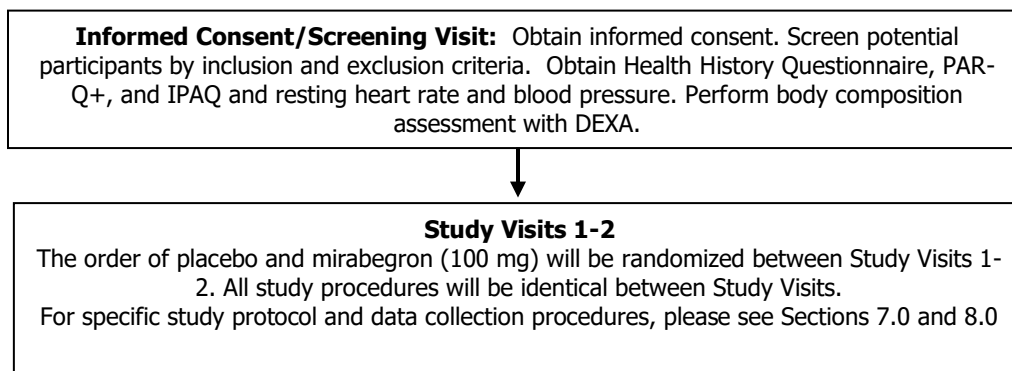 Informed Consent/Screening Visit: Obtain informed consent. Screen potential
participants by inclusion and exclusion criteria. Obtain Health History Questionnaire, PAR-
Q+, and IPAQ and resting heart rate and blood pressure. Perform body composition
assessment with DEXA.
Study Visits 1-2
The order of placebo and mirabegron (100 mg) will be randomized between Study Visits 1-
2. All study procedures will be identical between Study Visits.
For specific study protocol and data collection procedures, please see Sections 7.0 and 8.0